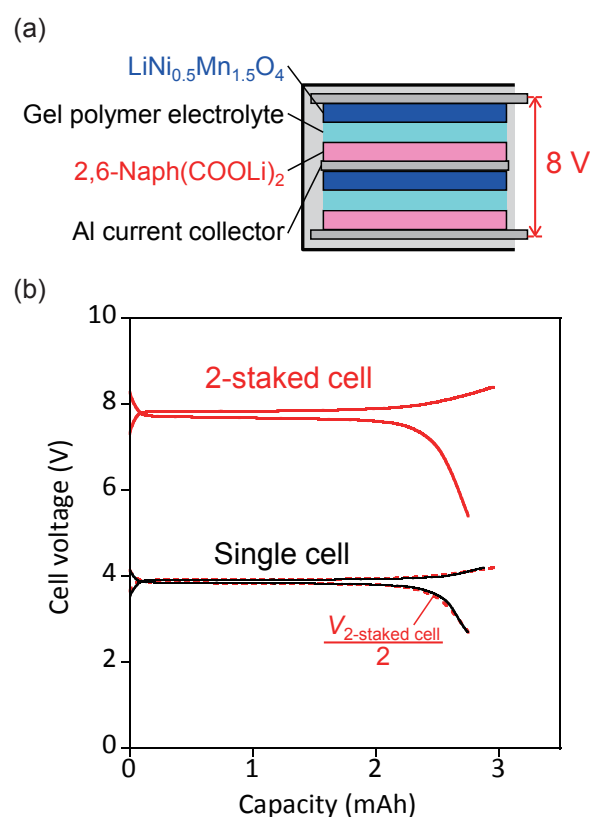 (a)
LiNi0.5Mn1.5O4
Gel polymer electrolyte
2,6-Naph(COOLi)2
Al current collector
8 V
(b)
10
8
6
4
2
0
Cell voltage (V)
2-staked cell
Single cell
V2-staked cell
2
0 1 2 3
Capacity (mAh)